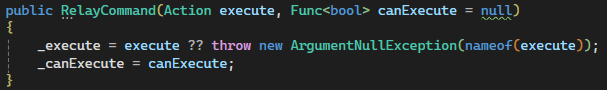 public RelayCommand(Action execute, Func<bool> canExecute = null)
{
_execute = execute ?? throw new ArgumentNullException(nameof(execute));
_canExecute = canExecute;
}